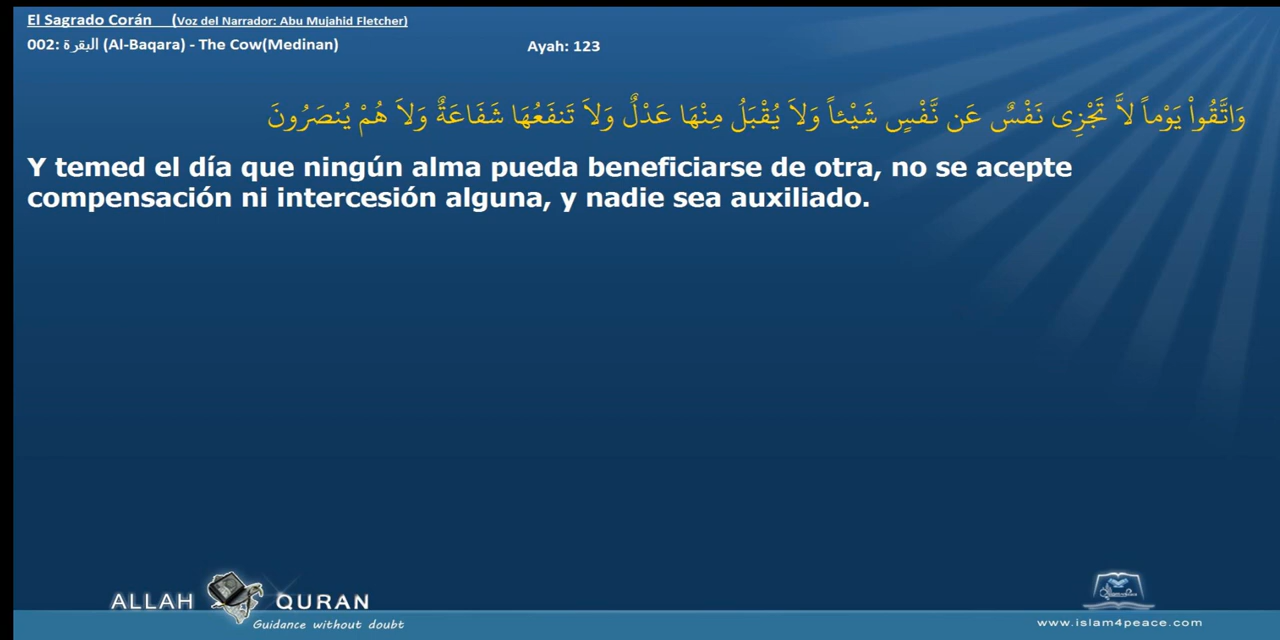 El Sagrado Corán (Voz del Narrador: Abu Mujahid Fletcher)
002: البقرة (Al-Baqara) - The Cow(Medinan) Ayah: 123
وَاتَّقُواْ يَوْماً لاَّ تَجْزِى نَفْسٌ عَن نَّفْسٍ شَيْئاً وَلاَ يُقْبَلُ مِنْهَا عَدْلٌ وَلاَ تَنفَعُهَا شَفَاعَةٌ وَلاَ هُمْ يُنصَرُونَ
Y temed el día que ningún alma pueda beneficiarse de otra, no se acepte
compensación ni intercesión alguna, y nadie sea auxiliado.
ALLAH QURAN
Guidance without doubt
www.islam4peace.com